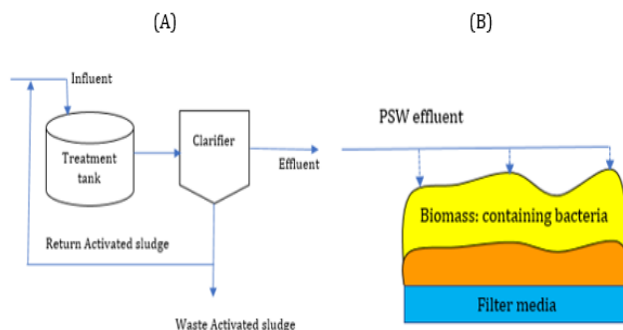 (A)
(B)
Influent
Treatment
tank
Clarifier
Effluent
Return Activated sludge
Waste Activated sludge
PSW effluent
Biomass: containing bacteria
Filter media